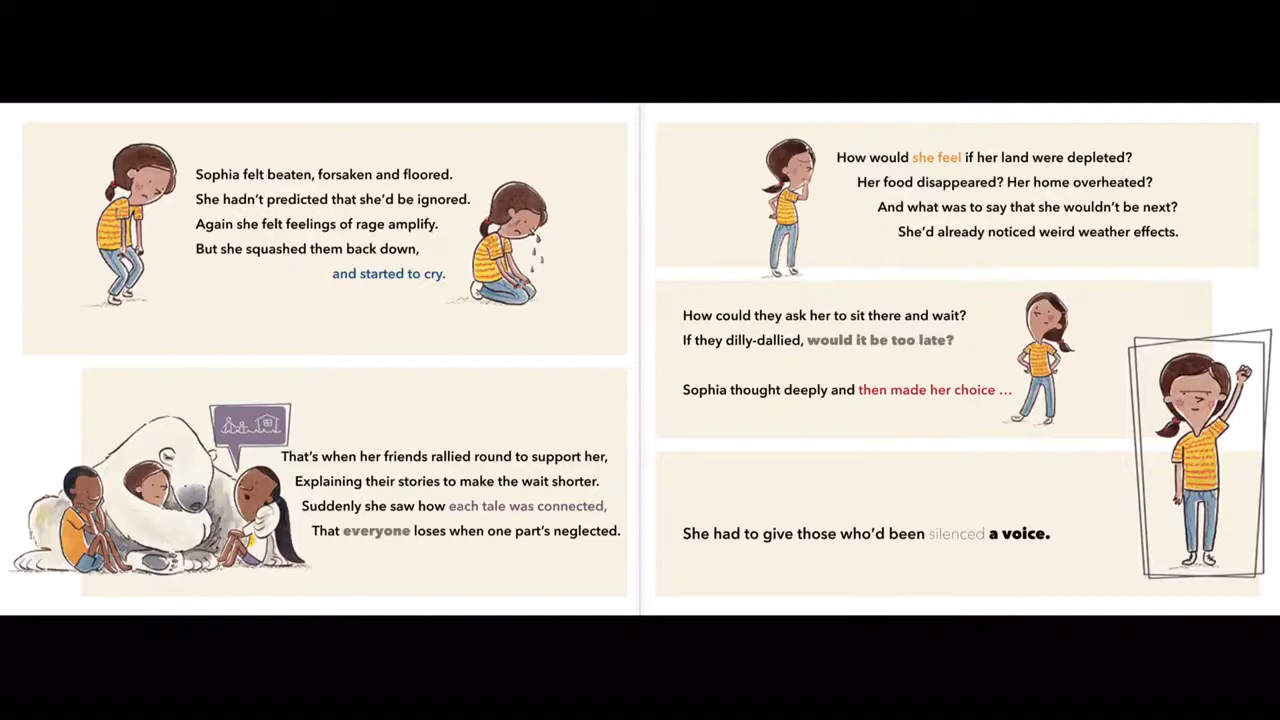 Sophia felt beaten, forsaken and floored.
She hadn't predicted that she'd be ignored.
Again she felt feelings of rage amplify.
But she squashed them back down,
and started to cry.
That's when her friends rallied round to support her,
Explaining their stories to make the wait shorter.
Suddenly she saw how each tale was connected,
That everyone loses when one part's neglected.
How would she feel if her land were depleted?
Her food disappeared? Her home overheated?
And what was to say that she wouldn't be next?
She'd already noticed weird weather effects.
How could they ask her to sit there and wait?
If they dilly-dallied, would it be too late?
Sophia thought deeply and then made her choice ...
She had to give those who'd been silenced a voice.